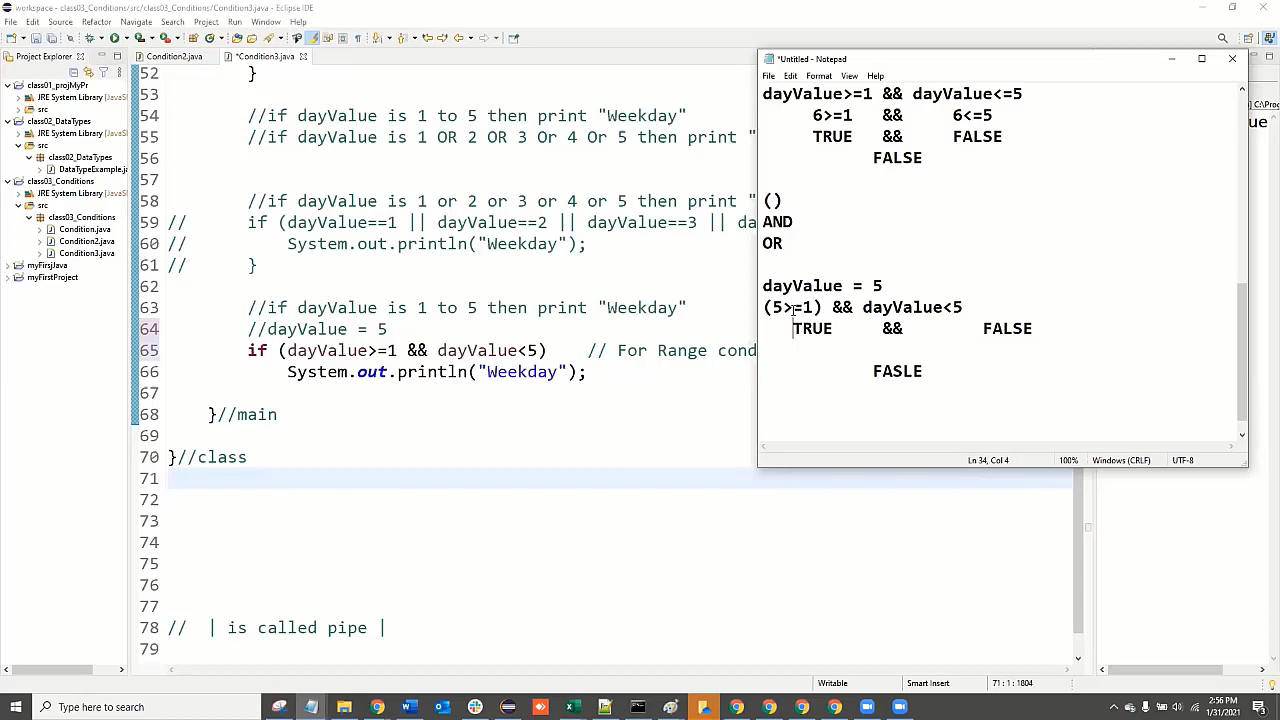 workspace - class03_Conditions/src/Condition3.java - Eclipse IDE
File Edit Source Refactor Navigate Search Project Run Window Help
Project Explorer
Condition2.java
*Condition3.java
class01_projMyPr
JRE System Library
src
class02_DataTypes
JRE System Library
src
class02_DataTypes
DataTypeExample.ja
class03_Conditions
JRE System Library [JavaS
src
class03_Conditions
Condition.java
Condition2.java
Condition3.java
myFirsjJava
myFirstProject
52 }
53
54 //if dayValue is 1 to 5 then print "Weekday"
55 //if dayValue is 1 OR 2 OR 3 Or 4 Or 5 then print "
56
57
58 //if dayValue is 1 or 2 or 3 or 4 or 5 then print "
59 // if (dayValue==1 || dayValue==2 || dayValue==3 || da
60 // System.out.println("Weekday");
61 // }
62
63 //if dayValue is 1 to 5 then print "Weekday"
64 //dayValue = 5
65 if (dayValue>=1 && dayValue<5) // For Range cond
66 System.out.println("Weekday");
67
68 }//main
69
70 }//class
71
72
73
74
75
76
77
78 // | is called pipe |
79
*Untitled - Notepad
File Edit Format View Help
dayValue>=1 && dayValue<=5
6>=1 && 6<=5
TRUE && FALSE
FALSE
()
AND
OR
dayValue = 5
(5>=1) && dayValue<5
TRUE && FALSE
FASLE
Ln 34, Col 4 100% Windows (CRLF) UTF-8
C:\Prog
ue
Writable Smart Insert 71 : 1 : 1804
Type here to search
2:56 PM
1/31/2021